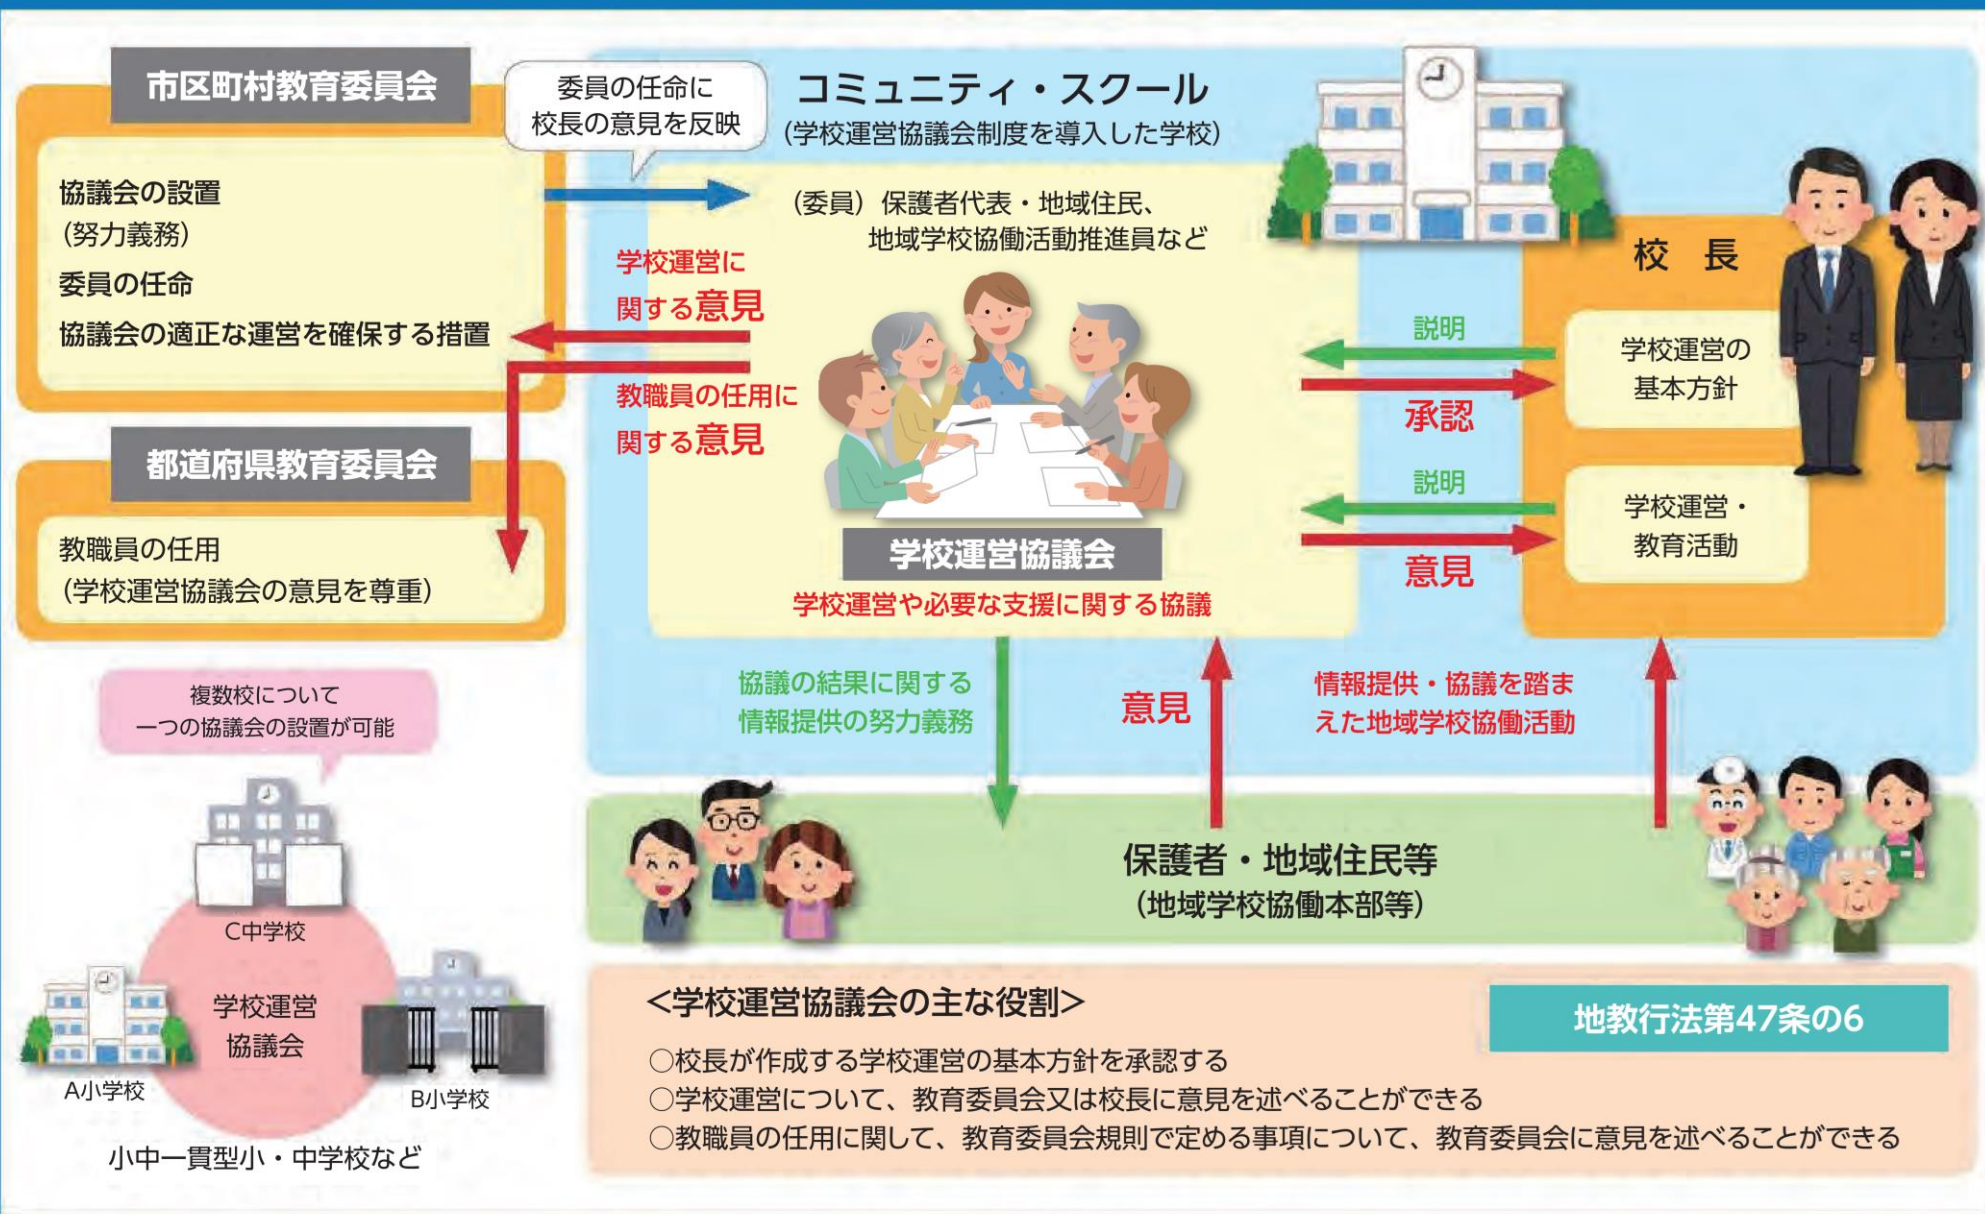 市区町村教育委員会
協議会の設置
(努力義務)
委員の任命
協議会の適正な運営を確保する措置
都道府県教育委員会
教職員の任用
(学校運営協議会の意見を尊重)
委員の任命に
校長の意見を反映
コミュニティ・スクール
(学校運営協議会制度を導入した学校)
(委員)保護者代表・地域住民、
地域学校協働活動推進員など
学校運営に
関する意見
教職員の任用に
関する意見
学校運営協議会
学校運営や必要な支援に関する協議
校 長
説明
承認
学校運営の
基本方針
説明
意見
学校運営・
教育活動
協議の結果に関する
情報提供の努力義務
意見
情報提供・協議を踏ま
えた地域学校協働活動
保護者・地域住民等
(地域学校協働本部等)
複数校について
一つの協議会の設置が可能
C中学校
学校運営
協議会
A小学校
B小学校
小中一貫型小・中学校など
<学校運営協議会の主な役割>
地教行法第47条の6
○校長が作成する学校運営の基本方針を承認する
○学校運営について、教育委員会又は校長に意見を述べることができる
○教職員の任用に関して、教育委員会規則で定める事項について、教育委員会に意見を述べることができる